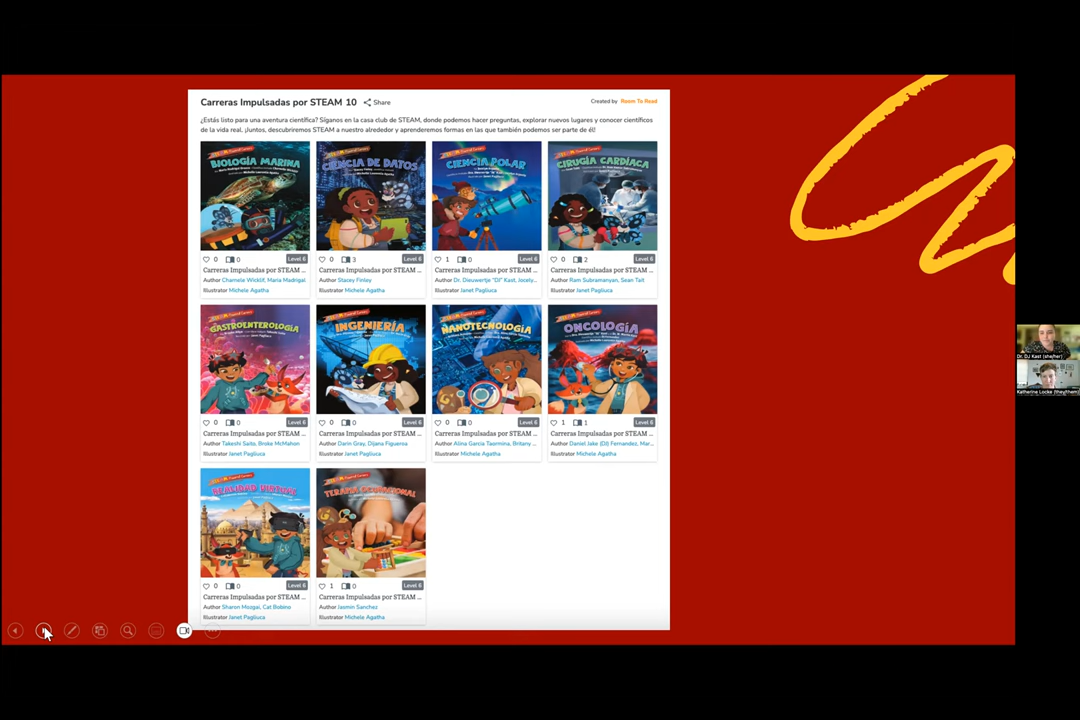 Carreras Impulsadas por STEAM 10
Share
Created by Room To Read
¿Estás listo para una aventura científica? Síganos en la casa club de STEAM, donde podemos hacer preguntas, explorar nuevos lugares y conocer científicos
de la vida real. ¡Juntos, descubriremos STEAM a nuestro alrededor y aprenderemos formas en las que también podemos ser parte de él!
BIOLOGÍA MARINA
CIENCIA DE DATOS
CIENCIA POLAR
CIRUGÍA CARDÍACA
0 0 Level 6
0 3 Level 6
1 0 Level 6
0 2 Level 6
Carreras Impulsadas por STEAM ...
Carreras Impulsadas por STEAM ...
Carreras Impulsadas por STEAM ...
Carreras Impulsadas por STEAM ...
Author Charnele Wicklif, Maria Madrigal
Author Stacey Finley
Author Dr. Dieuwertje "DJ" Kast, Jocely...
Author Ram Subramanyan, Sean Tait
Illustrator Michele Agatha
Illustrator Michele Agatha
Illustrator Janet Pagliuca
Illustrator Janet Pagliuca
GASTROENTEROLOGÍA
INGENIERÍA
NANOTECNOLOGÍA
ONCOLOGÍA
0 0 Level 6
0 0 Level 6
0 0 Level 6
1 1 Level 6
Carreras Impulsadas por STEAM ...
Carreras Impulsadas por STEAM ...
Carreras Impulsadas por STEAM ...
Carreras Impulsadas por STEAM ...
Author Takeshi Saito, Broke McMahon
Author Darin Gray, Dijana Figueroa
Author Alina Garcia Taormina, Britany ...
Author Daniel Jake (DJ) Fernandez, Mar...
Illustrator Janet Pagliuca
Illustrator Janet Pagliuca
Illustrator Michele Agatha
Illustrator Michele Agatha
REALIDAD VIRTUAL
TERAPIA OCUPACIONAL
0 0 Level 6
1 0 Level 6
Carreras Impulsadas por STEAM ...
Carreras Impulsadas por STEAM ...
Author Sharon Mozgai, Cat Bobino
Author Jasmin Sanchez
Illustrator Janet Pagliuca
Illustrator Michele Agatha
Dr. DJ Kast (she/her)
Katherine Locke (they/them)